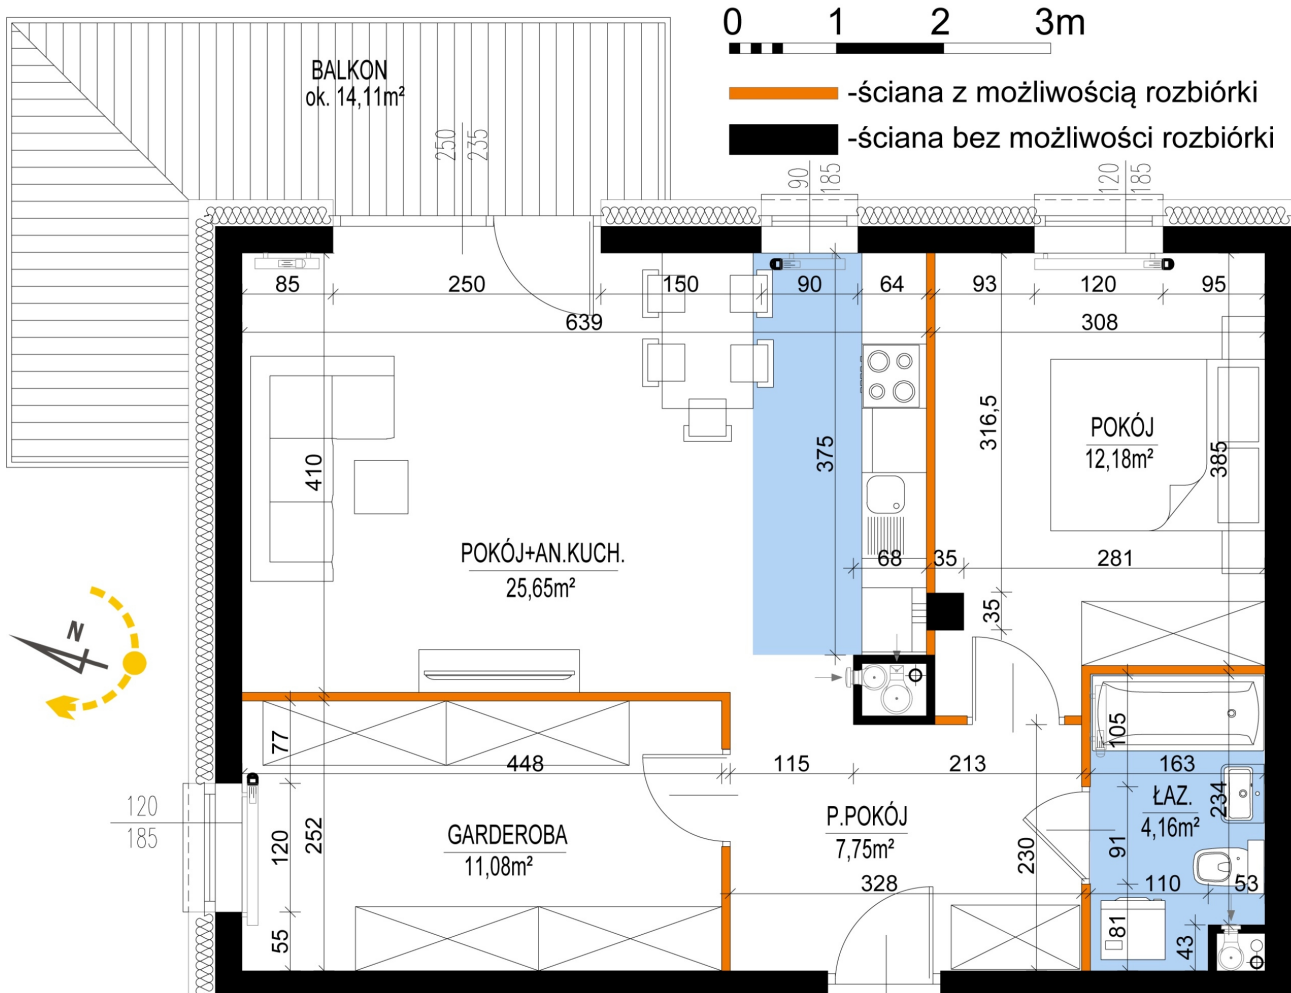 0 1 2 3m
-ściana z możliwością rozbiórki
-ściana bez możliwości rozbiórki
BALKON
ok. 14,11m²
250
235
90
185
120
185
85 250 150 90 64 93 120 95
639 308
410
375
316,5
385
POKÓJ
12,18m²
POKÓJ+AN.KUCH.
25,65m²
68 35 281
35
N
77
448 115 213 163
105
234
120
185
120
252
55
GARDEROBA
11,08m²
P.POKÓJ
7,75m²
230
ŁAZ.
4,16m²
91
328 110 53
81
43